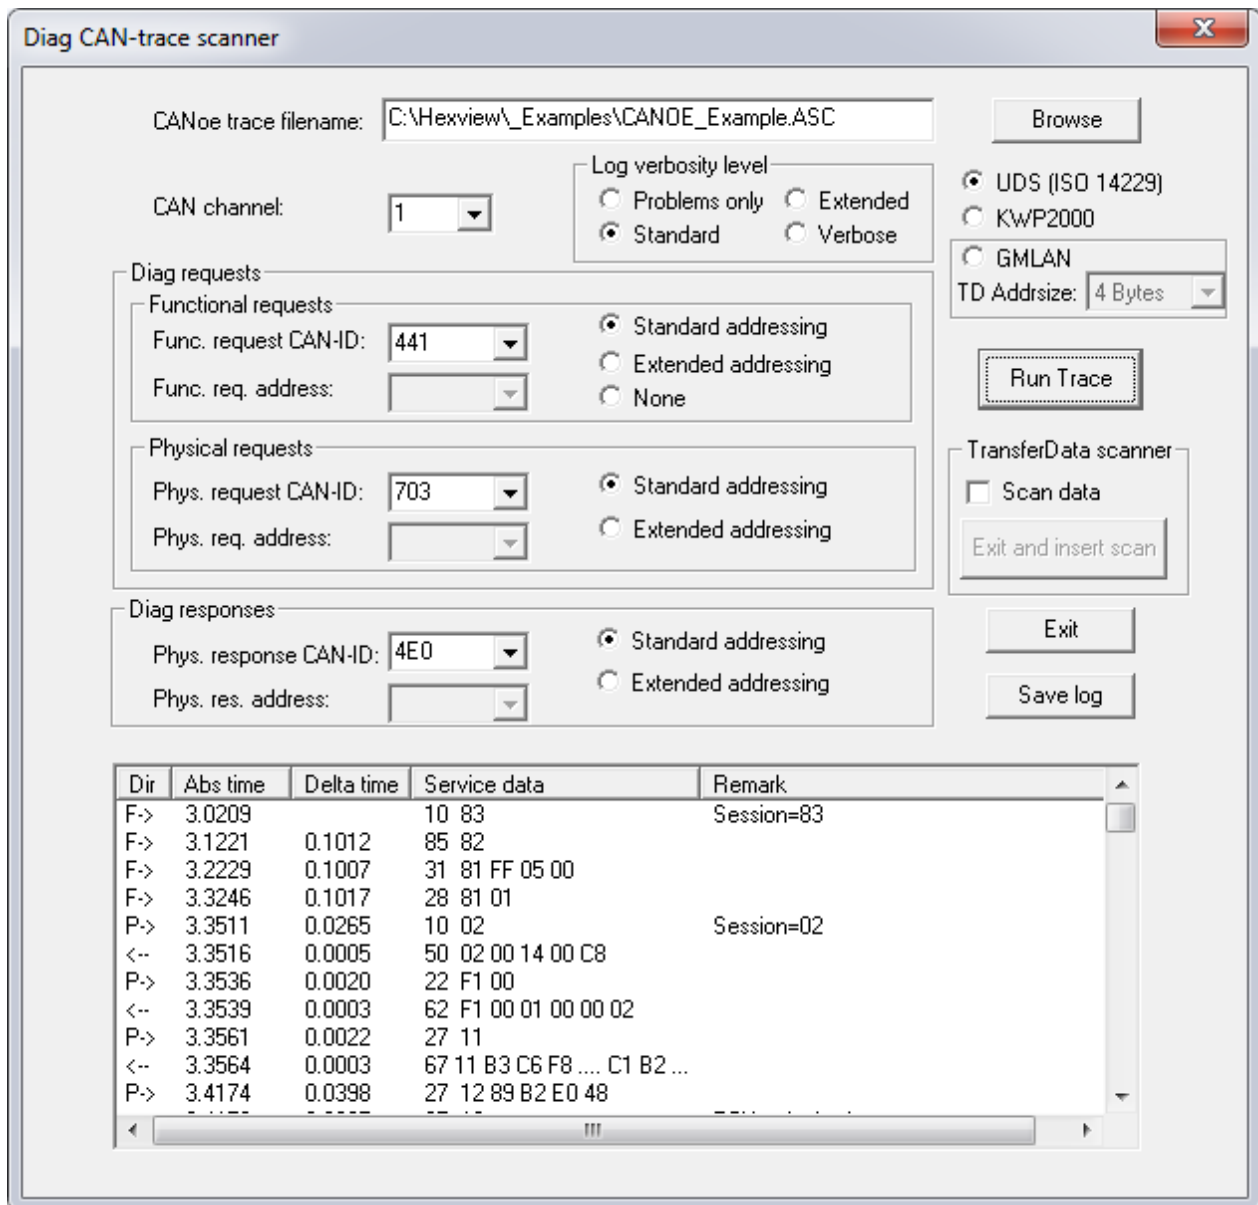 Diag CAN-trace scanner
CANoe trace filename: C:\Hexview\_Examples\CANOE_Example.ASC Browse
Log verbosity level
CAN channel: 1 Problems only Extended UDS (ISO 14229)
Standard Verbose KWP2000
GMLAN
Diag requests
TD Addrsize: 4 Bytes
Functional requests
Func. request CAN-ID: 441 Standard addressing
Extended addressing
Func. req. address: None Run Trace
Physical requests TransferData scanner
Phys. request CAN-ID: 703 Standard addressing Scan data
Phys. req. address: Extended addressing Exit and insert scan
Diag responses
Phys. response CAN-ID: 4E0 Standard addressing Exit
Phys. res. address: Extended addressing Save log
Dir Abs time Delta time Service data Remark
F-> 3.0209 10 83 Session=83
F-> 3.1221 0.1012 85 82
F-> 3.2229 0.1007 31 81 FF 05 00
F-> 3.3246 0.1017 28 81 01
P-> 3.3511 0.0265 10 02 Session=02
<-- 3.3516 0.0005 50 02 00 14 00 C8
P-> 3.3536 0.0020 22 F1 00
<-- 3.3539 0.0003 62 F1 00 01 00 00 02
P-> 3.3561 0.0022 27 11
<-- 3.3564 0.0003 67 11 B3 C6 F8 .... C1 B2 ...
P-> 3.4174 0.0398 27 12 89 B2 E0 48